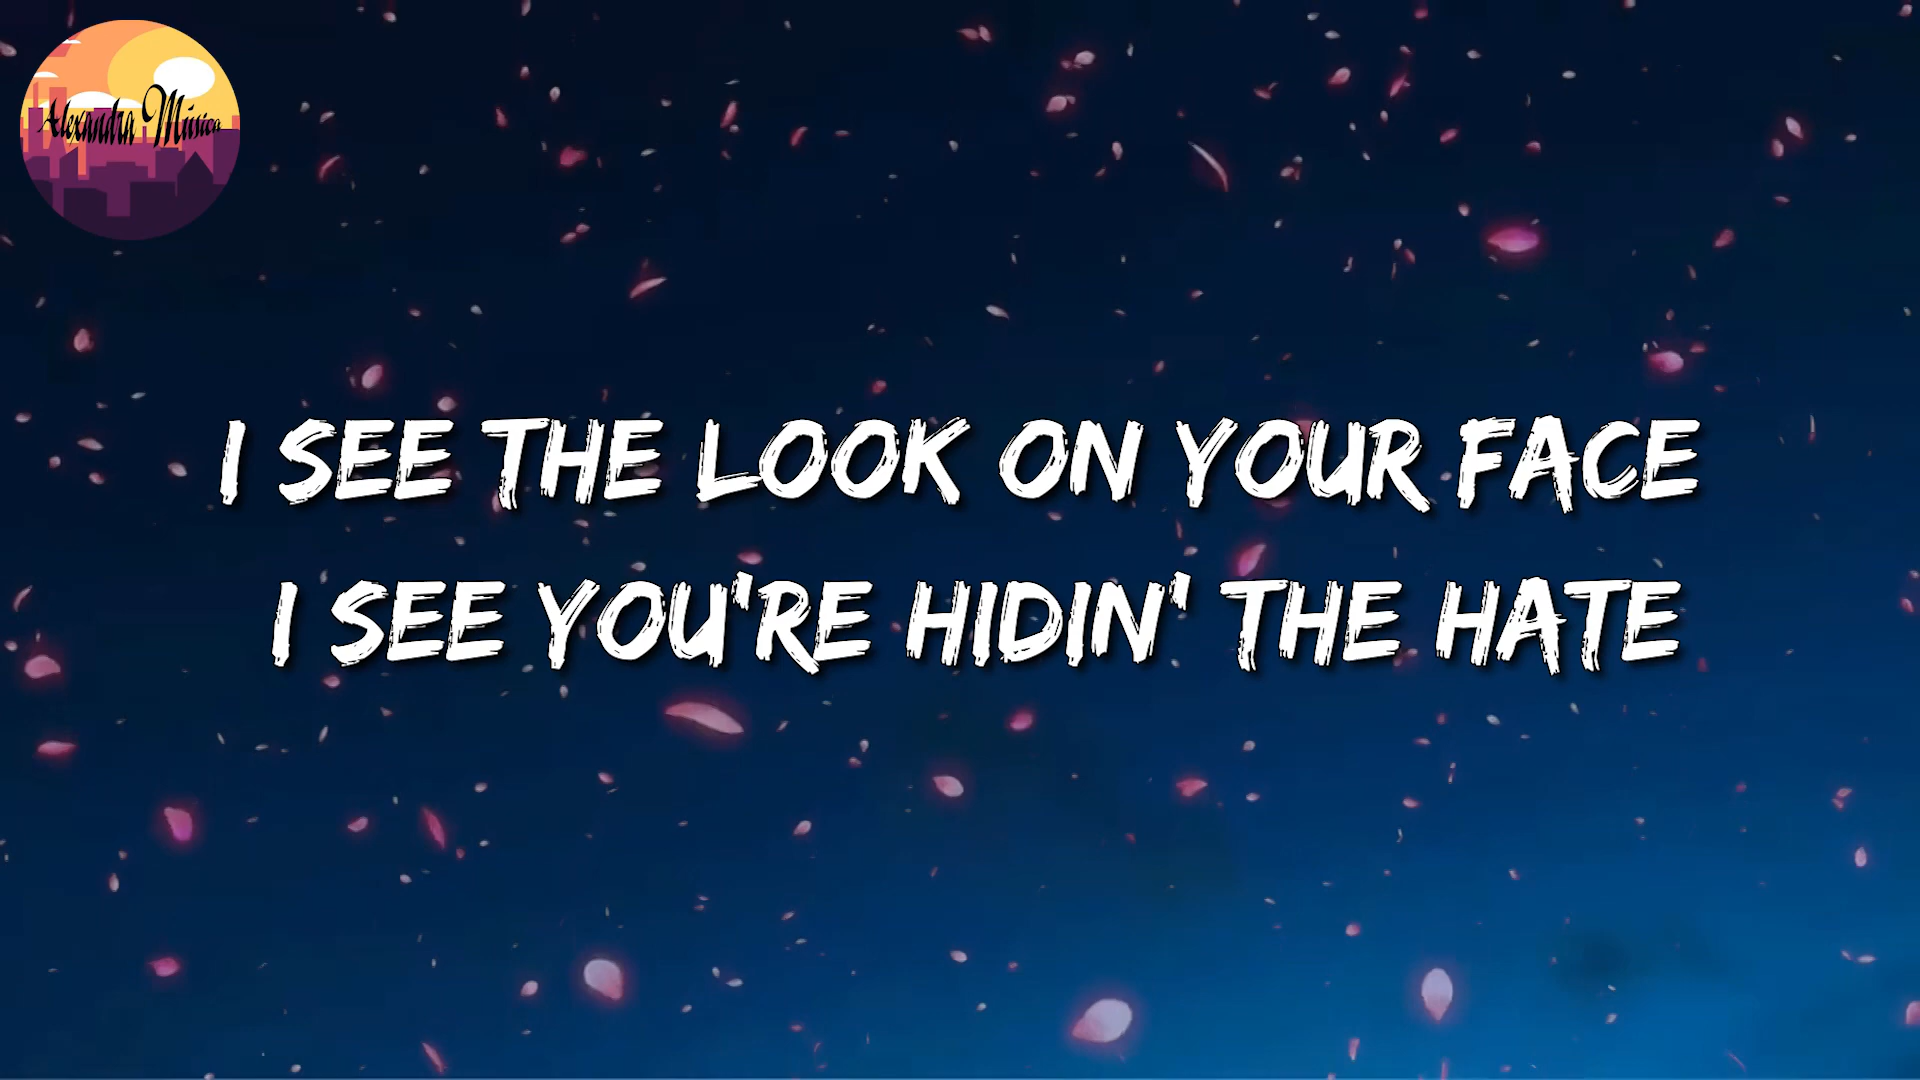 Alexandra Música
I SEE THE LOOK ON YOUR FACE
I SEE YOU'RE HIDIN' THE HATE